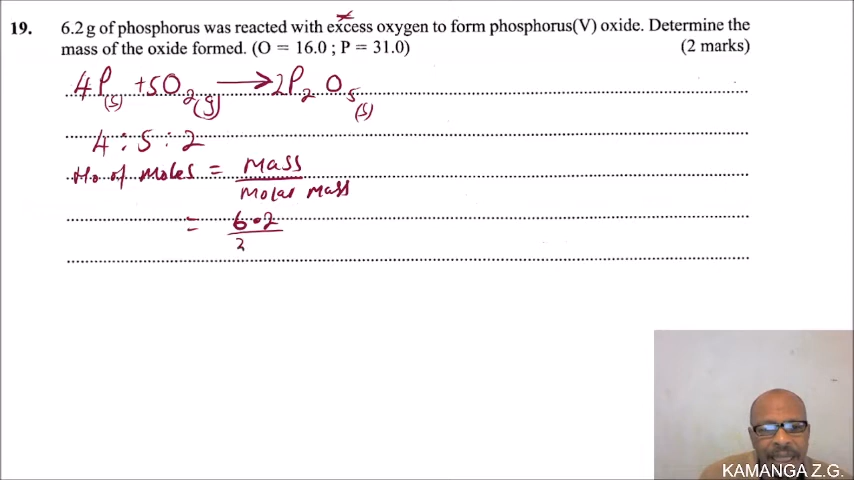 19. 6.2 g of phosphorus was reacted with excess oxygen to form phosphorus(V) oxide. Determine the
mass of the oxide formed. (O = 16.0 ; P = 31.0) (2 marks)
4P(s) + 5O2(g) → 2P2O5(s)
4 : 5 : 2
No of moles = Mass
Molar Mass
= 6.2
3
KAMANGA Z.G.